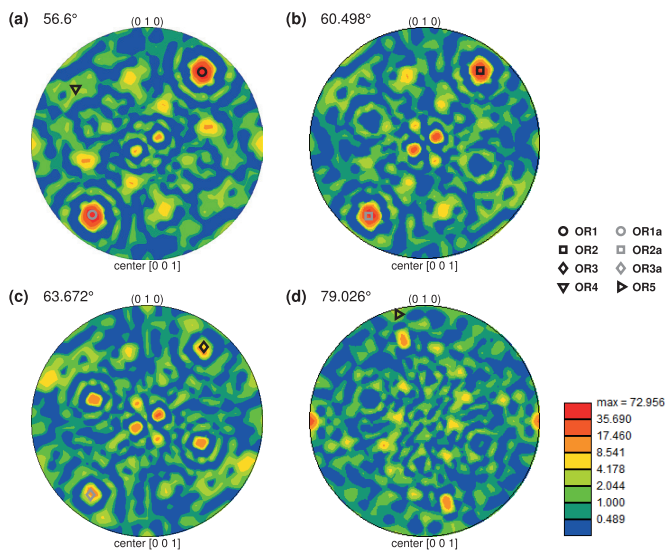 (a) 56.6° (0 1 0)
(b) 60.498° (0 1 0)
center [0 0 1]
center [0 0 1]
OR1 OR1a
OR2 OR2a
OR3 OR3a
OR4 OR5
(c) 63.672° (0 1 0)
(d) 79.026° (0 1 0)
center [0 0 1]
center [0 0 1]
max = 72.956
35.690
17.460
8.541
4.178
2.044
1.000
0.489